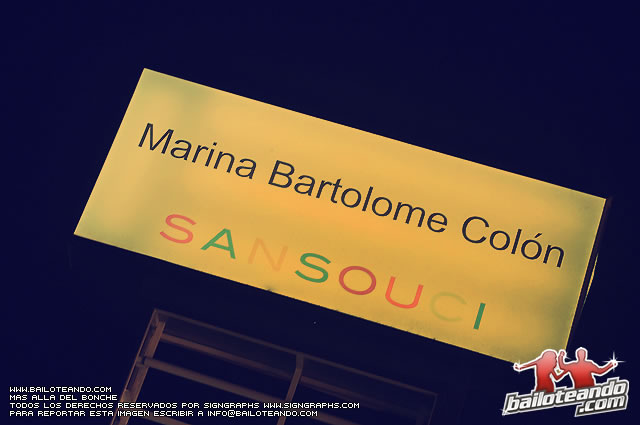 Marina Bartolome Colón
SANSOUCI
WWW.BAILOTEANDO.COM
MAS ALLA DEL BONCHE
TODOS LOS DERECHOS RESERVADOS POR SIGNGRAPHS WWW.SIGNGRAPHS.COM
PARA REPORTAR ESTA IMAGEN ESCRIBIR A INFO@BAILOTEANDO.COM
bailoteando.com